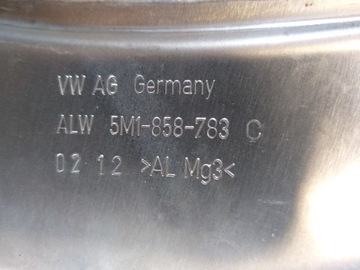 VW AG Germany
ALW 5M1-858-783 C
02 12 >AL Mg3<